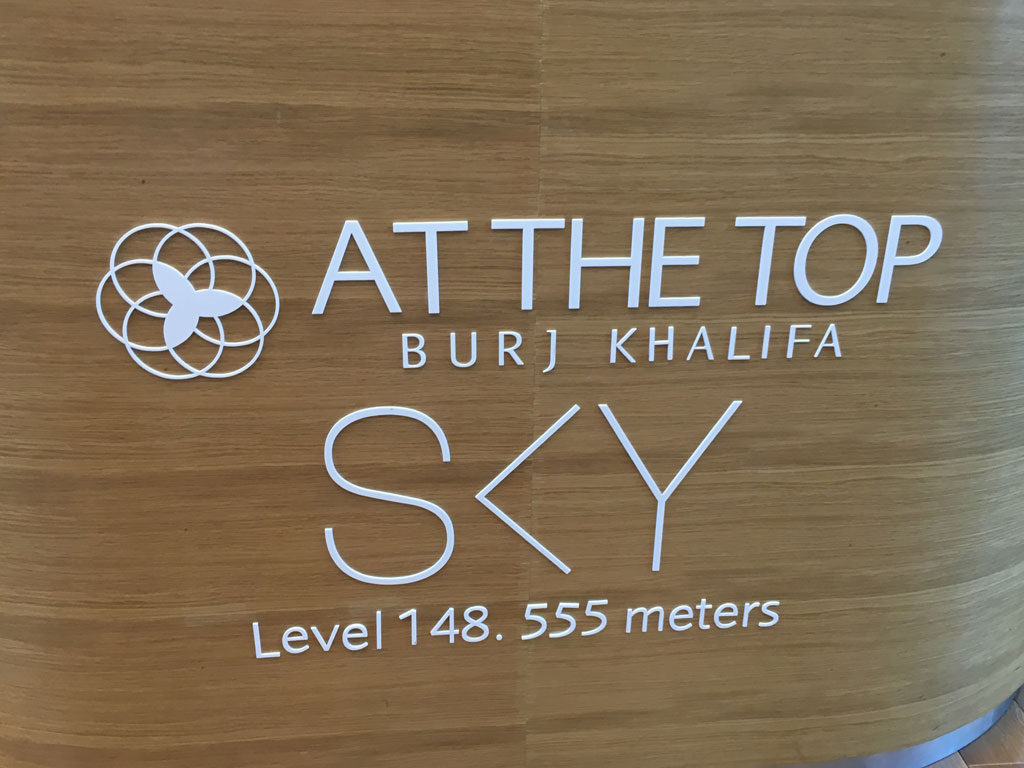 AT THE TOP
BURJ KHALIFA
SKY
Level 148. 555 meters